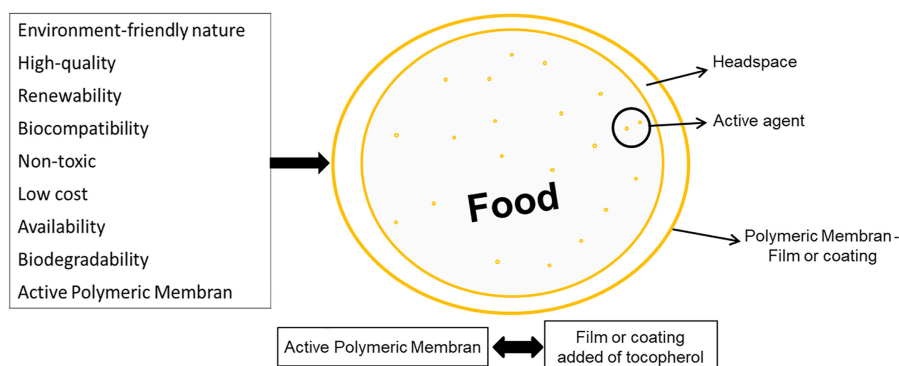 Environment-friendly nature
High-quality
Renewability
Biocompatibility
Non-toxic
Low cost
Availability
Biodegradability
Active Polymeric Membran
Food
Headspace
Active agent
Polymeric Membran-
Film or coating
Active Polymeric Membran
Film or coating
added of tocopherol